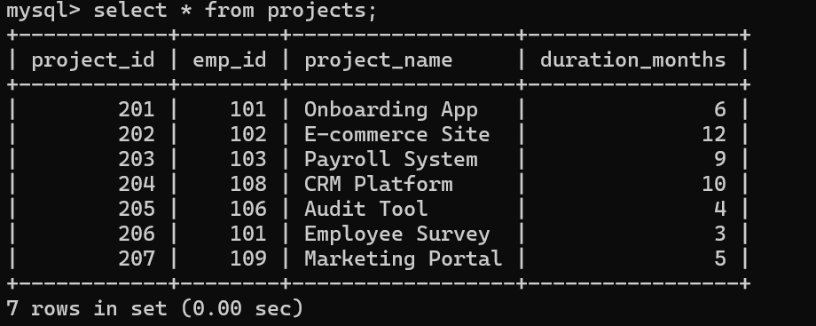 mysql> select * from projects;
+------------+--------+------------------+-----------------+
| project_id | emp_id | project_name     | duration_months |
+------------+--------+------------------+-----------------+
|        201 |    101 | Onboarding App   |               6 |
|        202 |    102 | E-commerce Site  |              12 |
|        203 |    103 | Payroll System   |               9 |
|        204 |    108 | CRM Platform     |              10 |
|        205 |    106 | Audit Tool       |               4 |
|        206 |    101 | Employee Survey  |               3 |
|        207 |    109 | Marketing Portal |               5 |
+------------+--------+------------------+-----------------+
7 rows in set (0.00 sec)